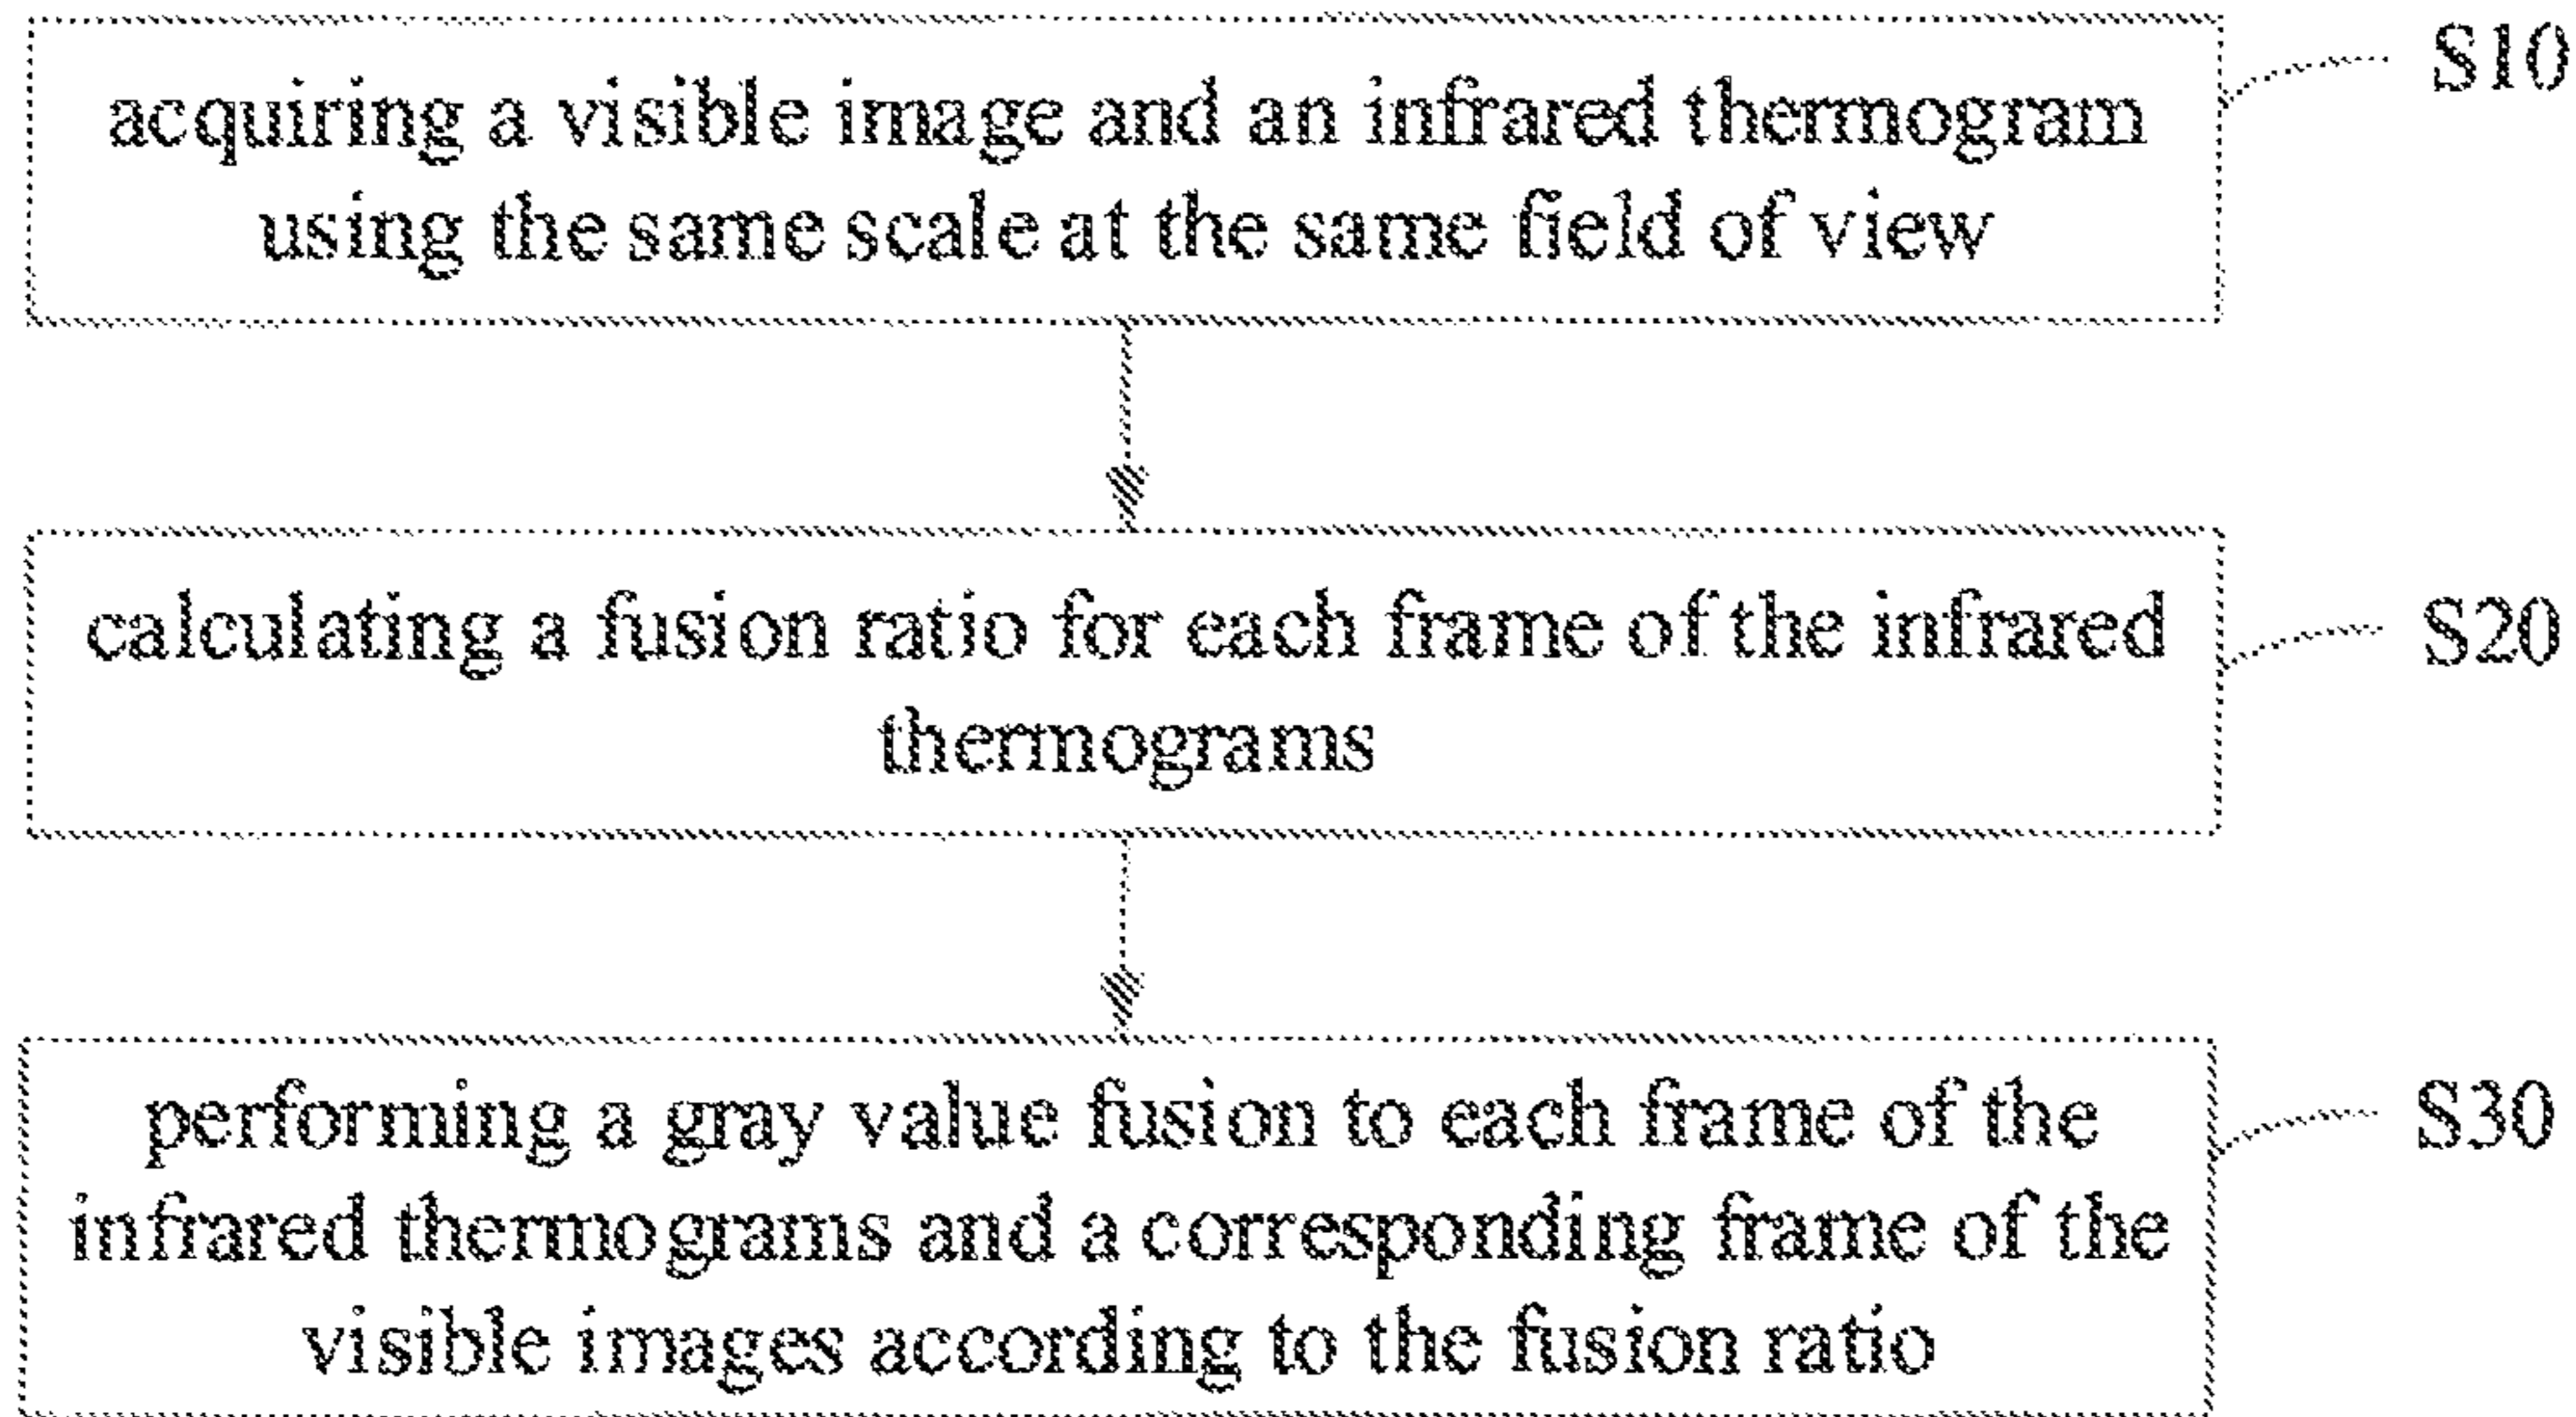 acquiring a visible image and an infrared thermogram
using the same scale at the same field of view
S10
calculating a fusion ratio for each frame of the infrared
thermograms
S20
performing a gray value fusion to each frame of the
infrared thermograms and a corresponding frame of the
visible images according to the fusion ratio
S30